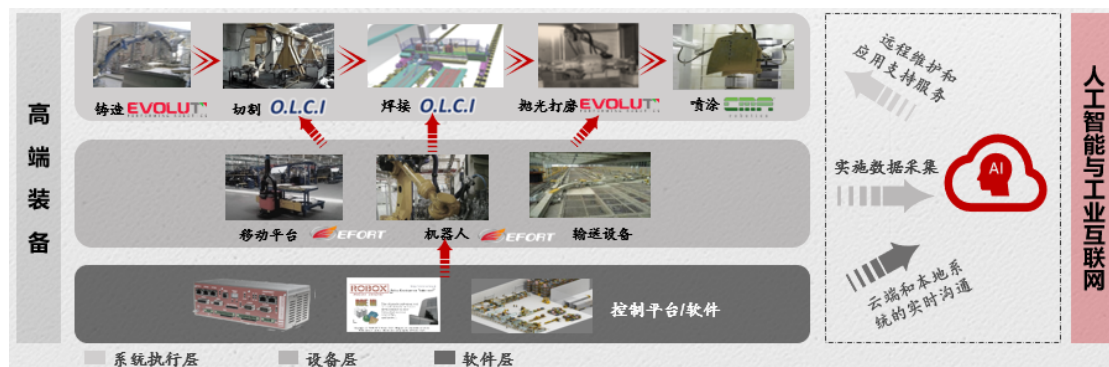 高端装备
铸造 EVOLUT
切割 O.L.C.I
焊接 O.L.C.I
抛光打磨 EVOLUT
喷涂 CMA
robotics
移动平台 EFORT
机器人 EFORT
输送设备
ROBOX
控制平台/软件
系统执行层
设备层
软件层
远程维护和
应用支持服务
实施数据采集
AI
云端和本地系
统的实时沟通
人工智能与工业互联网